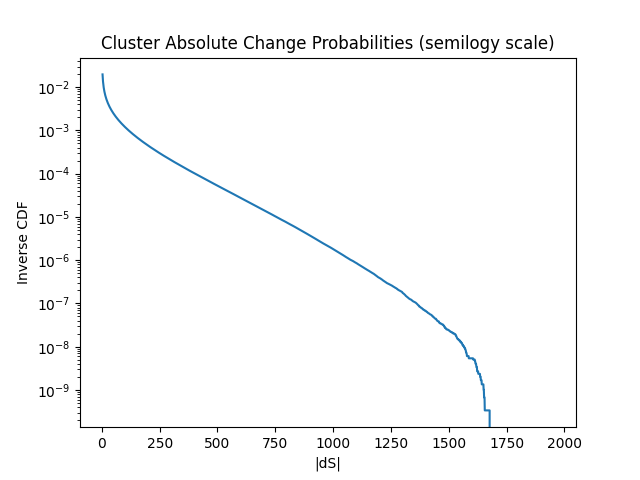 Cluster Absolute Change Probabilities (semilogy scale)
Inverse CDF
10⁻²
10⁻³
10⁻⁴
10⁻⁵
10⁻⁶
10⁻⁷
10⁻⁸
10⁻⁹
0 250 500 750 1000 1250 1500 1750 2000
|dS|